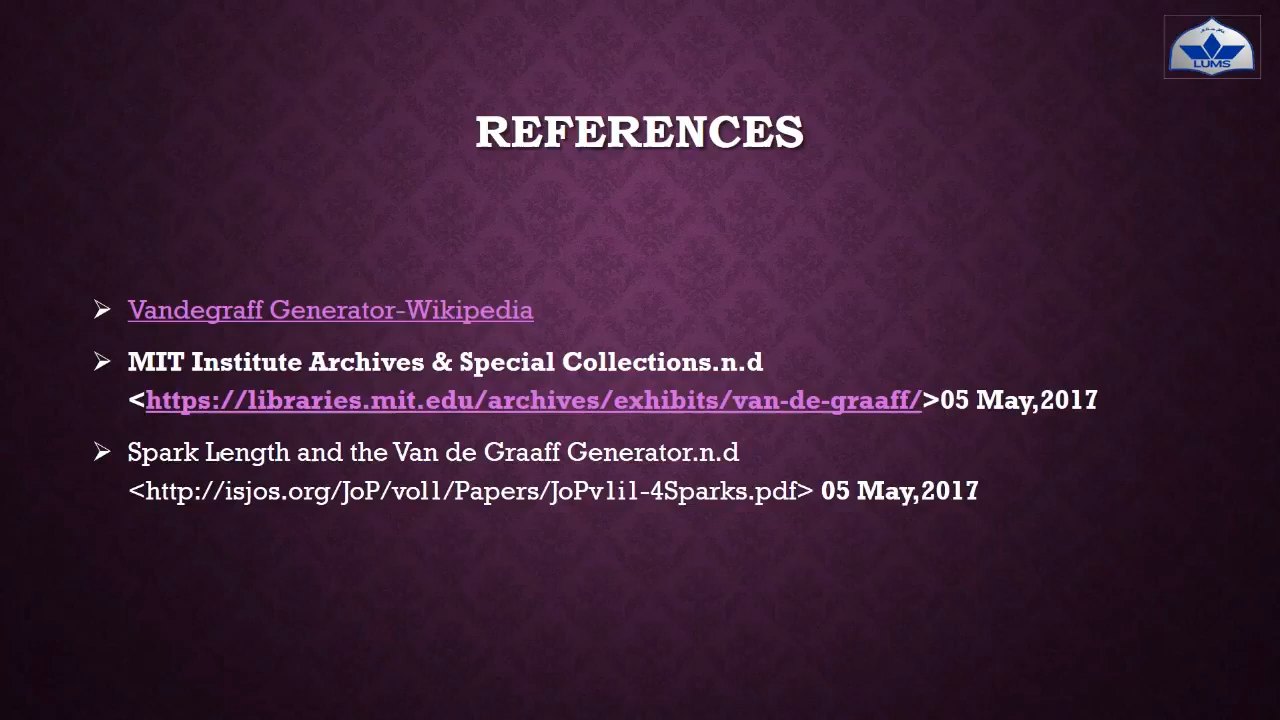 LUMS
REFERENCES
Vandegraff Generator-Wikipedia
MIT Institute Archives & Special Collections.n.d
<https://libraries.mit.edu/archives/exhibits/van-de-graaff/>05 May,2017
Spark Length and the Van de Graaff Generator.n.d
<http://isjos.org/JoP/vol1/Papers/JoPv1i1-4Sparks.pdf> 05 May,2017